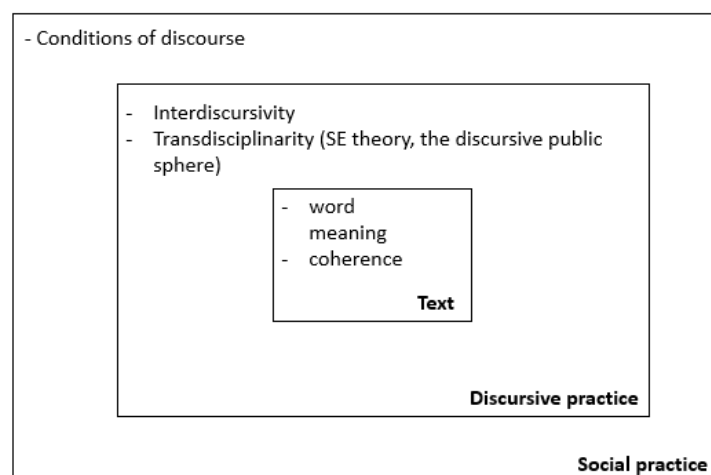 - Conditions of discourse
- Interdiscursivity
- Transdisciplinarity (SE theory, the discursive public
sphere)
- word
meaning
- coherence
Text
Discursive practice
Social practice